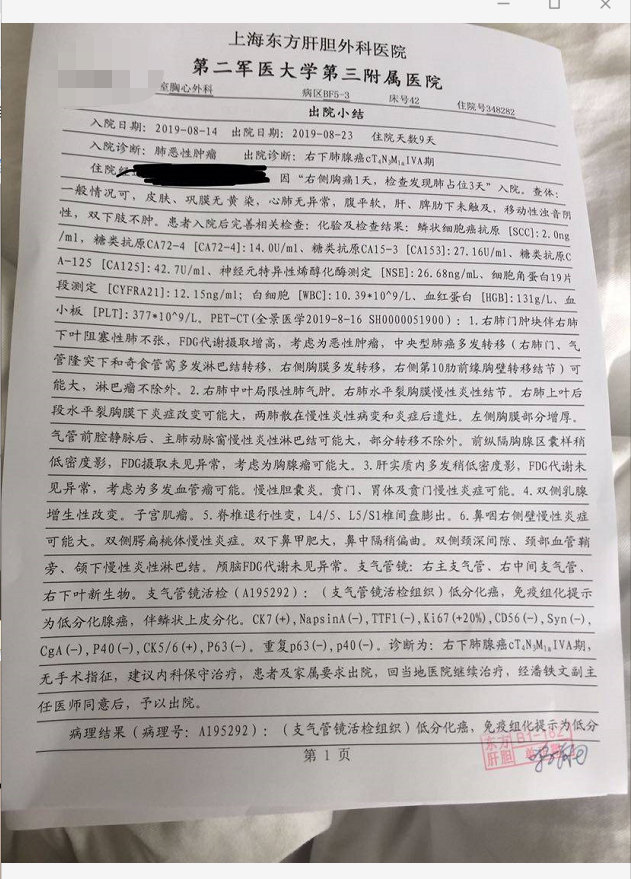 上海东方肝胆外科医院
第二军医大学第三附属医院
室胸心外科 病区BF5-3 床号42 住院号348282
出院小结
入院日期: 2019-08-14 出院日期: 2019-08-23 住院天数9天
入院诊断: 肺恶性肿瘤 出院诊断: 右下肺腺癌cT₄N₃M₁ₐIVA期
住院 因“右侧胸痛1天，检查发现肺占位3天”入院。查体:
一般情况可，皮肤、巩膜无黄染，心肺无异常，腹平软，肝、脾肋下未触及，移动性浊音阴
性，双下肢不肿。患者入院后完善相关检查: 化验及检查结果: 鳞状细胞癌抗原 [SCC]:2.0ng
/ml，糖类抗原CA72-4 [CA72-4]: 14.0U/ml、糖类抗原CA15-3 [CA153]: 27.16U/ml、糖类抗原C
A-125 [CA125]: 42.7U/ml、神经元特异性烯醇化酶测定 [NSE]: 26.68ng/mL、细胞角蛋白19片
段测定 [CYFRA21]: 12.15ng/ml；白细胞 [WBC]: 10.39*10^9/L、血红蛋白 [HGB]: 131g/L、血
小板 [PLT]: 377*10^9/L。PET-CT(全景医学2019-8-16 SH0000051900)：1.右肺门肿块伴右肺
下叶阻塞性肺不张，FDG代谢摄取增高，考虑为恶性肿瘤，中央型肺癌多发转移（右肺门、气
管隆突下和奇食管窝多发淋巴结转移，右侧胸膜多发转移，右侧第10肋前缘胸壁转移结节）可
能大，淋巴瘤不除外。2.右肺中叶局限性肺气肿。右肺水平裂胸膜慢性炎性结节。右肺上叶后
段水平裂胸膜下炎症改变可能大，两肺散在慢性炎性病变和炎症后遗灶。左侧胸膜部分增厚。
气管前腔静脉后、主肺动脉窗慢性炎性淋巴结可能大，部分转移不除外。前纵隔胸腺区囊样稍
低密度影，FDG摄取未见异常，考虑为胸腺瘤可能大。3.肝实质内多发稍低密度影，FDG代谢未
见异常，考虑为多发血管瘤可能。慢性胆囊炎。贲门、胃体及贲门慢性炎症可能。4.双侧乳腺
增生性改变。子宫肌瘤。5.脊椎退行性变，L4/5、L5/S1椎间盘膨出。6.鼻咽右侧壁慢性炎症
可能大。双侧腭扁桃体慢性炎症。双下鼻甲肥大，鼻中隔稍偏曲。双侧颈深间隙、颈部血管鞘
旁、颌下慢性炎性淋巴结。颅脑FDG代谢未见异常。支气管镜: 右主支气管、右中间支气管、
右下叶新生物。支气管镜活检（A195292）：（支气管镜活检组织）低分化癌，免疫组化提示
为低分化腺癌，伴鳞状上皮分化。CK7(+),NapsinA(-),TTF1(-),Ki67(+20%),CD56(-),Syn(-),
CgA(-),P40(-),CK5/6(+),P63(-)。重复p63(-),p40(-)。诊断为: 右下肺腺癌cT₄N₃M₁ₐIVA期，
无手术指征，建议内科保守治疗，患者及家属要求出院，回当地医院继续治疗，经潘铁文副主
任医师同意后，予以出院。
病理结果（病理号: A195292）：（支气管镜活检组织）低分化癌，免疫组化提示为低分
第 1 页
东方 B1-162
肝胆